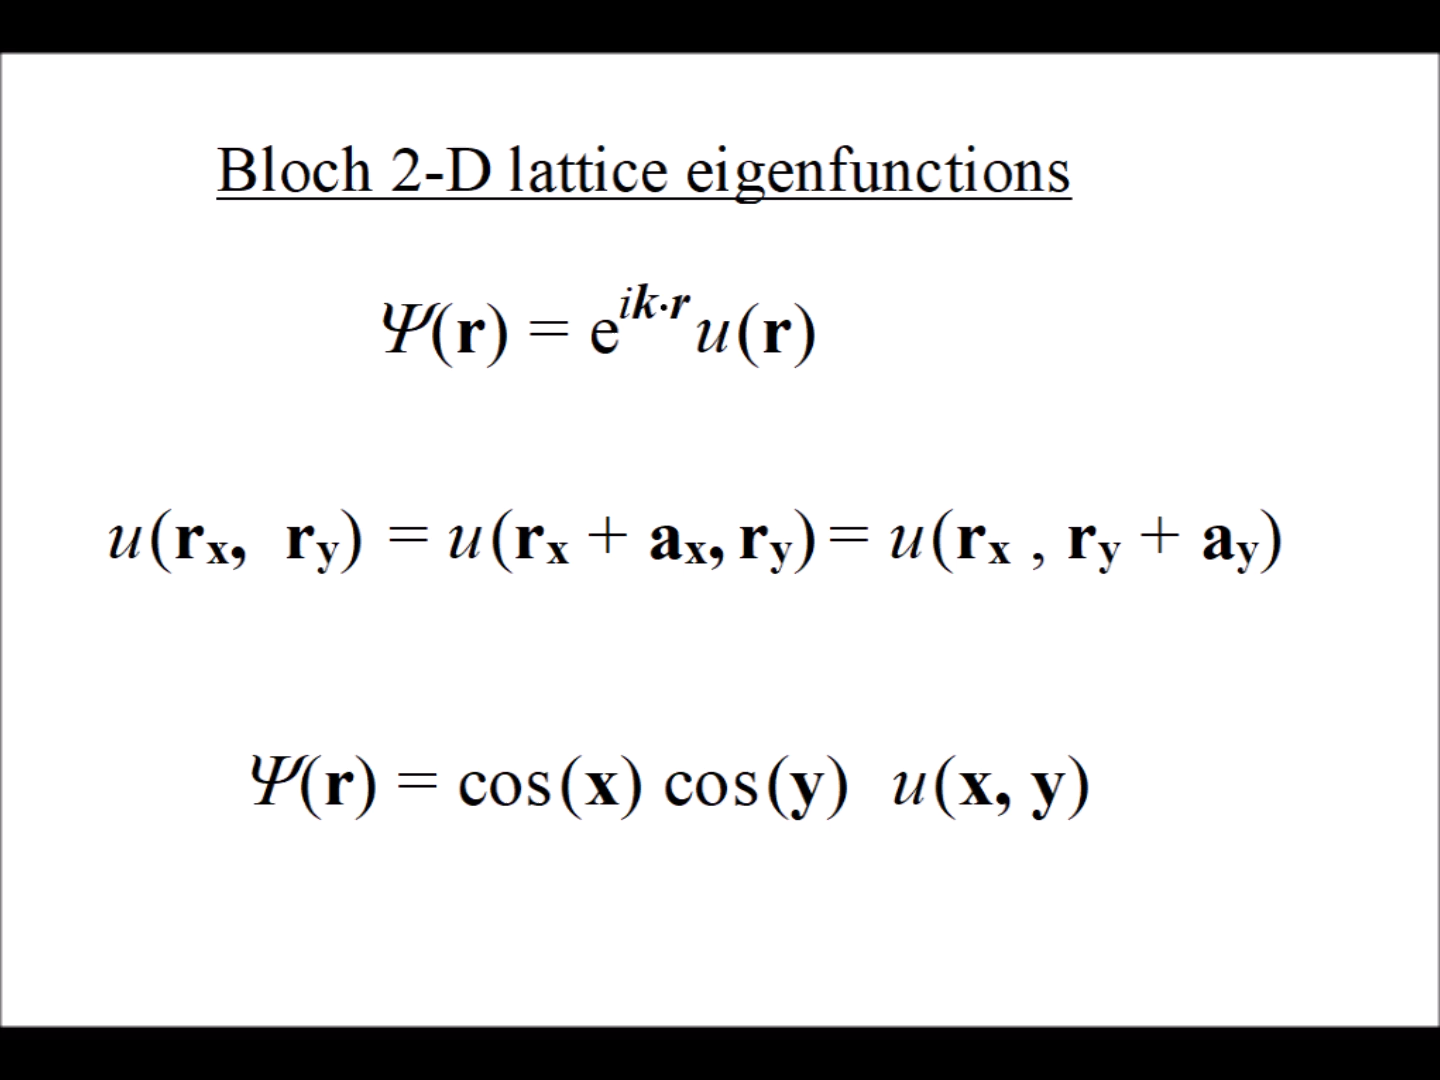 Bloch 2-D lattice eigenfunctions
Ψ(r) = e^{ik·r} u(r)
u(r_x, r_y) = u(r_x + a_x, r_y) = u(r_x , r_y + a_y)
Ψ(r) = cos(x) cos(y) u(x, y)